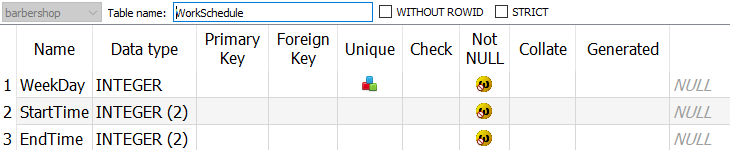 barbershop Table name: WorkSchedule WITHOUT ROWID STRICT
Name Data type Primary Key Foreign Key Unique Check Not NULL Collate Generated
1 WeekDay INTEGER NULL
2 StartTime INTEGER (2) NULL
3 EndTime INTEGER (2) NULL